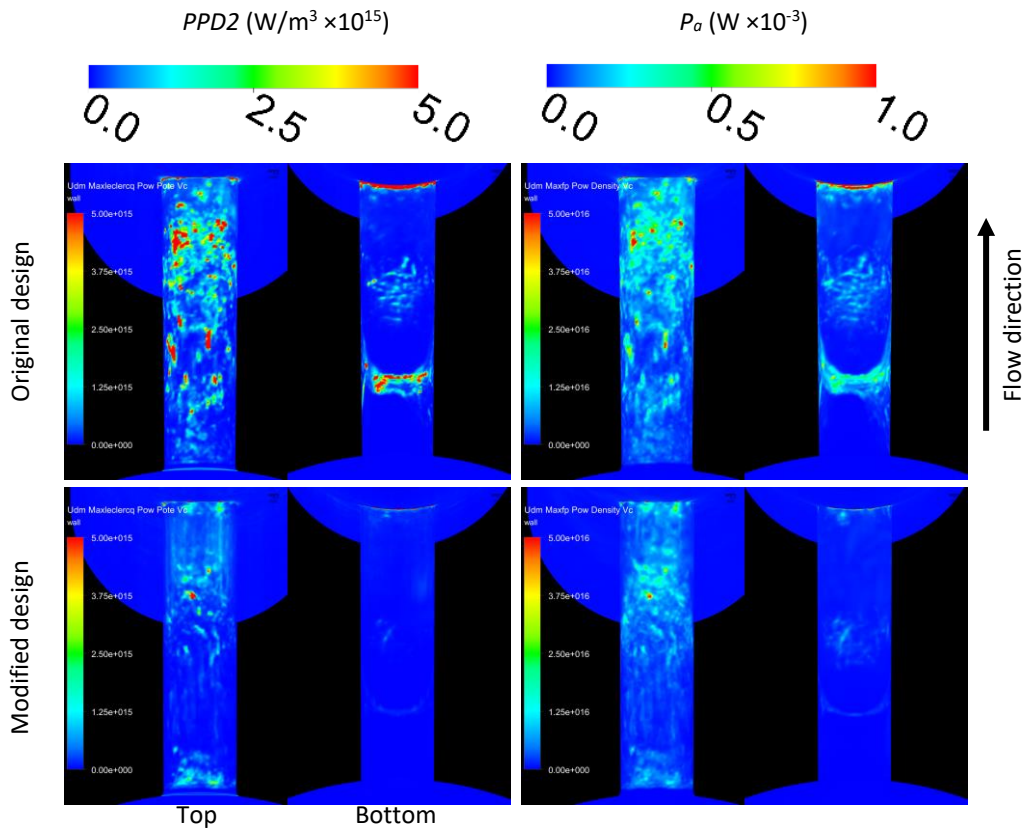 PPD2 (W/m³ ×10¹⁵)
Pₐ (W ×10⁻³)
0.0 2.5 5.0
0.0 0.5 1.0
Original design
Udm Maxleclercq Pow Pote Vc
wall
5.00e+015
3.75e+015
2.50e+015
1.25e+015
0.00e+000
Udm Maxfp Pow Density Vc
wall
5.00e+016
3.75e+016
2.50e+016
1.25e+016
0.00e+000
Flow direction
Modified design
Udm Maxleclercq Pow Pote Vc
wall
5.00e+015
3.75e+015
2.50e+015
1.25e+015
0.00e+000
Udm Maxfp Pow Density Vc
wall
5.00e+016
3.75e+016
2.50e+016
1.25e+016
0.00e+000
Top
Bottom